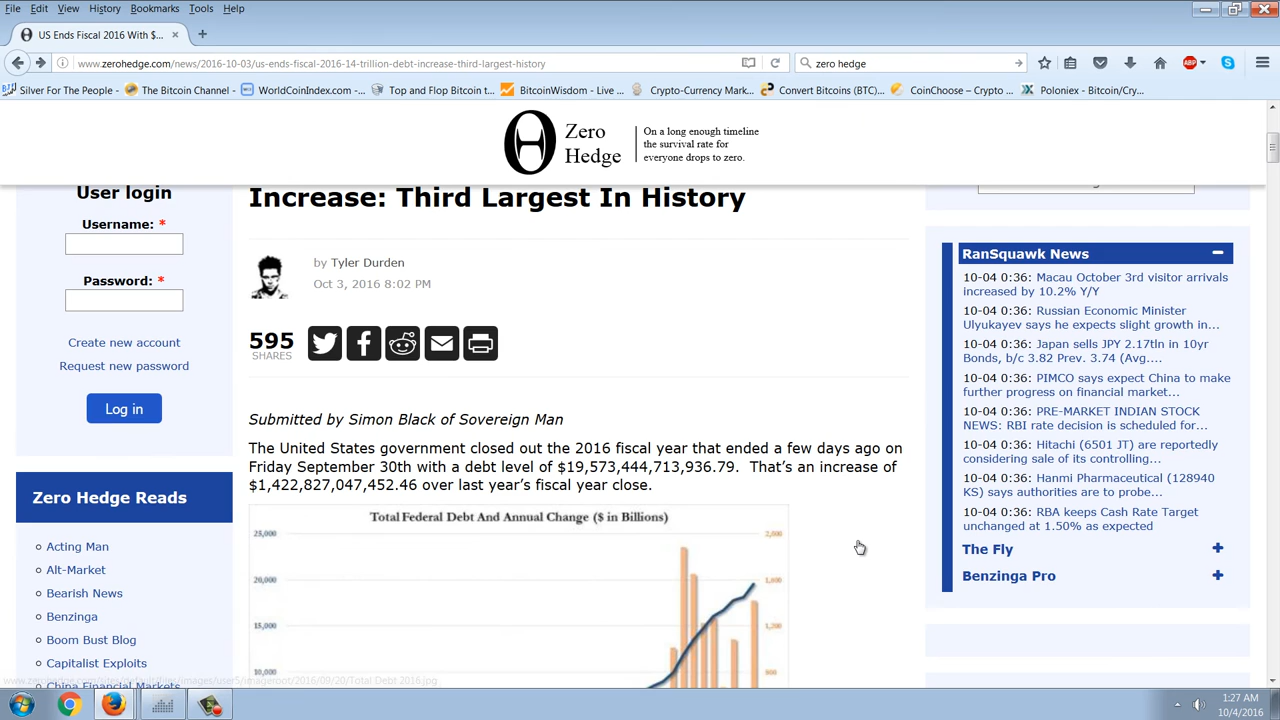 File Edit View History Bookmarks Tools Help
US Ends Fiscal 2016 With $...
www.zerohedge.com/news/2016-10-03/us-ends-fiscal-2016-14-trillion-debt-increase-third-largest-history
zero hedge
ABP
Silver For The People - ...
The Bitcoin Channel - ...
WorldCoinIndex.com - ...
Top and Flop Bitcoin t...
BitcoinWisdom - Live ...
Crypto-Currency Mark...
Convert Bitcoins (BTC)...
CoinChoose – Crypto ...
Poloniex - Bitcoin/Cry...
Zero
Hedge
On a long enough timeline
the survival rate for
everyone drops to zero.
User login
Username: *
Password: *
Create new account
Request new password
Log in
Zero Hedge Reads
Acting Man
Alt-Market
Bearish News
Benzinga
Boom Bust Blog
Capitalist Exploits
China Financial Markets
Increase: Third Largest In History
by Tyler Durden
Oct 3, 2016 8:02 PM
595
SHARES
Submitted by Simon Black of Sovereign Man
The United States government closed out the 2016 fiscal year that ended a few days ago on
Friday September 30th with a debt level of $19,573,444,713,936.79. That's an increase of
$1,422,827,047,452.46 over last year's fiscal year close.
Total Federal Debt And Annual Change ($ in Billions)
25,000
2,000
20,000
1,600
15,000
1,200
10,000
800
RanSquawk News
10-04 0:36: Macau October 3rd visitor arrivals
increased by 10.2% Y/Y
10-04 0:36: Russian Economic Minister
Ulyukayev says he expects slight growth in...
10-04 0:36: Japan sells JPY 2.17tln in 10yr
Bonds, b/c 3.82 Prev. 3.74 (Avg....
10-04 0:36: PIMCO says expect China to make
further progress on financial market...
10-04 0:36: PRE-MARKET INDIAN STOCK
NEWS: RBI rate decision is scheduled for...
10-04 0:36: Hitachi (6501 JT) are reportedly
considering sale of its controlling...
10-04 0:36: Hanmi Pharmaceutical (128940
KS) says authorities are to probe...
10-04 0:36: RBA keeps Cash Rate Target
unchanged at 1.50% as expected
The Fly
Benzinga Pro
1:27 AM
10/4/2016